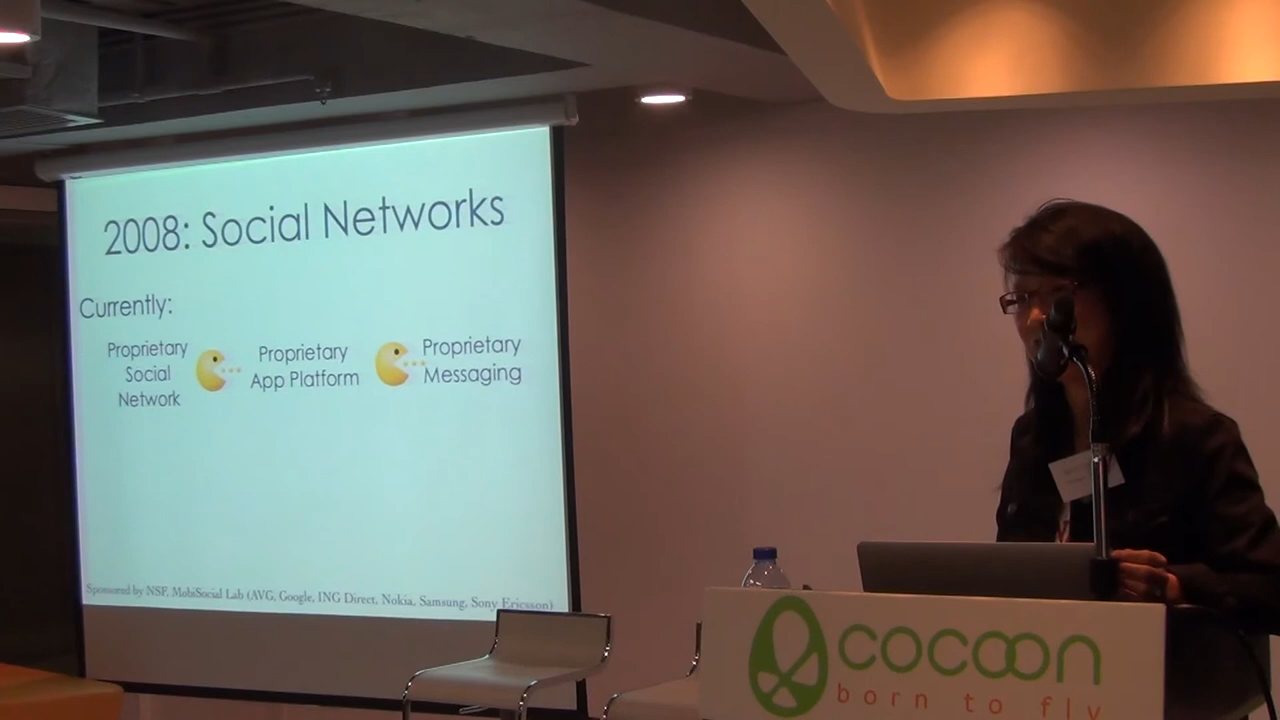 2008: Social Networks
Currently:
Proprietary
Social
Network
Proprietary
App Platform
Proprietary
Messaging
Sponsored by NSF, MobiSocial Lab (AVG, Google, ING Direct, Nokia, Samsung, Sony Ericsson)
cocoon
born to fly